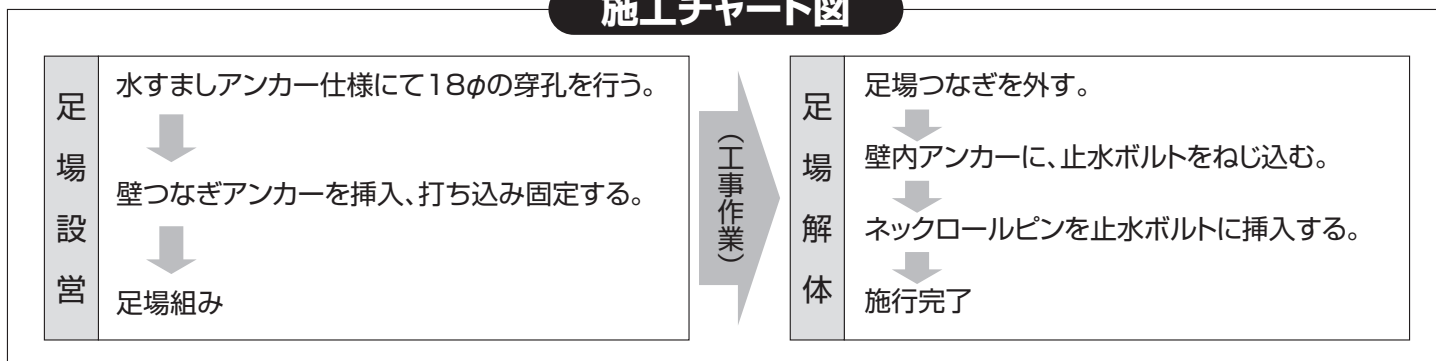 施工チャート図
足場設営
水すましアンカー仕様にて18φの穿孔を行う。
壁つなぎアンカーを挿入、打ち込み固定する。
足場組み
（工事作業）
足場解体
足場つなぎを外す。
壁内アンカーに、止水ボルトをねじ込む。
ネックロールピンを止水ボルトに挿入する。
施行完了